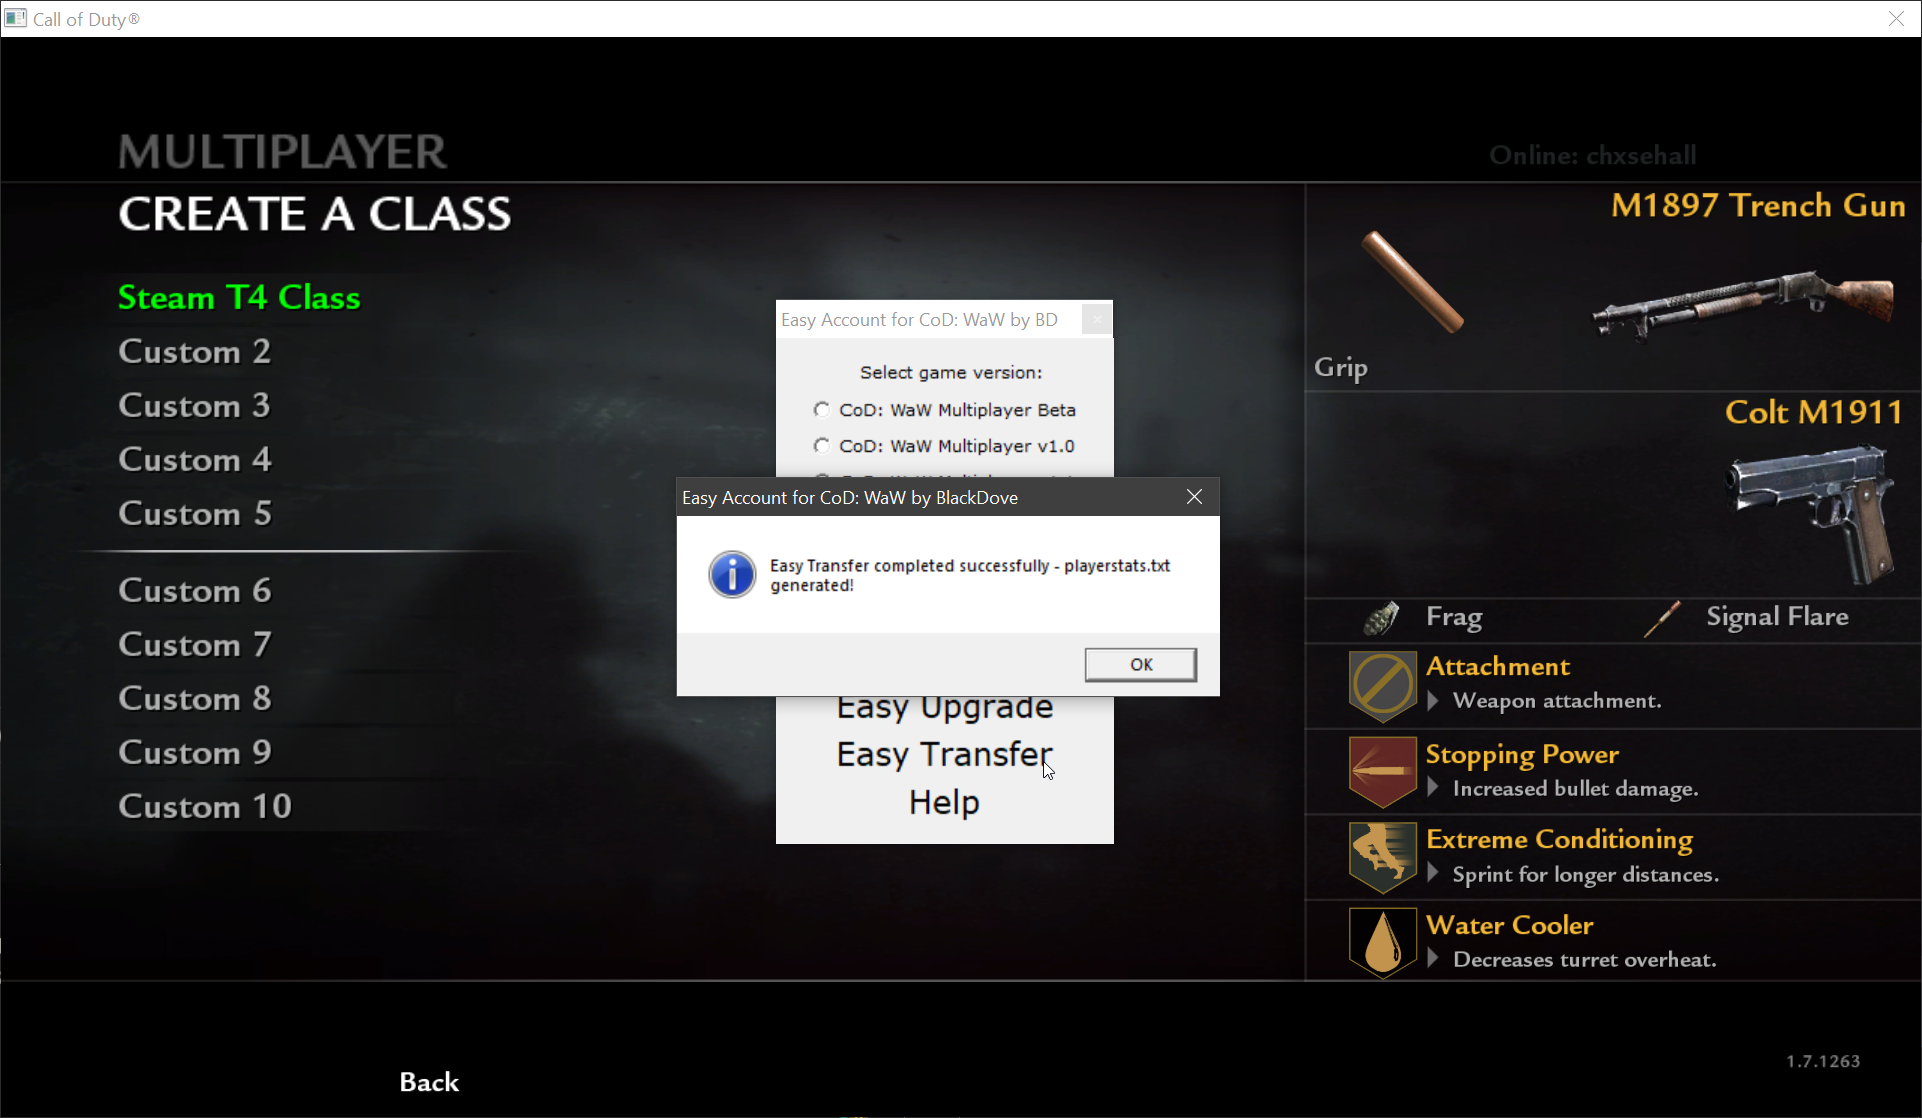 Call of Duty®
MULTIPLAYER
Online: chxsehall
CREATE A CLASS
Steam T4 Class
Custom 2
Custom 3
Custom 4
Custom 5
Custom 6
Custom 7
Custom 8
Custom 9
Custom 10
Back
Easy Account for CoD: WaW by BD
Select game version:
CoD: WaW Multiplayer Beta
CoD: WaW Multiplayer v1.0
Easy Account for CoD: WaW by BlackDove
Easy Transfer completed successfully - playerstats.txt
generated!
OK
Easy Upgrade
Easy Transfer
Help
M1897 Trench Gun
Grip
Colt M1911
Frag
Signal Flare
Attachment
Weapon attachment.
Stopping Power
Increased bullet damage.
Extreme Conditioning
Sprint for longer distances.
Water Cooler
Decreases turret overheat.
1.7.1263